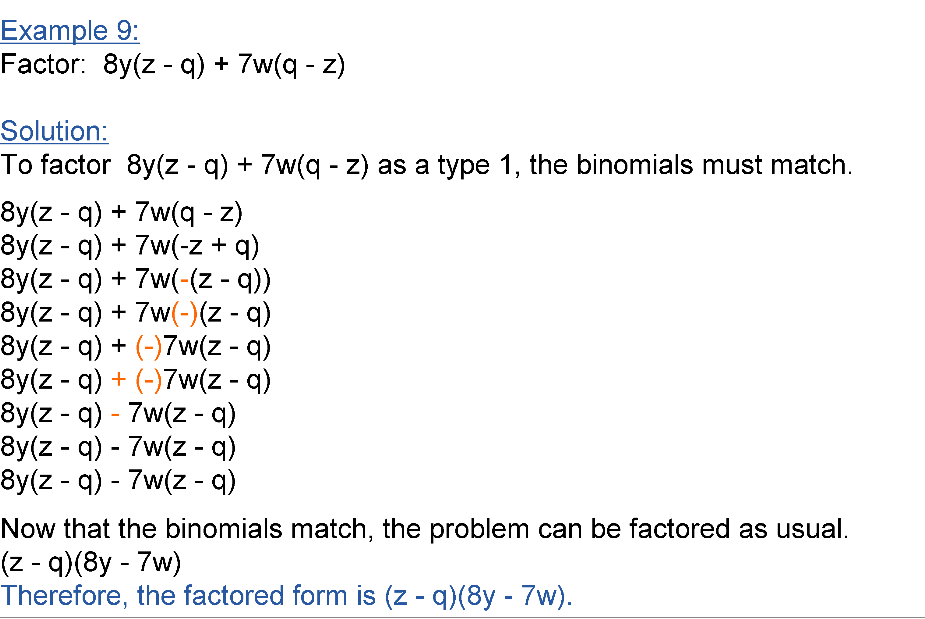 Example 9:
Factor:  8y(z - q) + 7w(q - z)
Solution:
To factor  8y(z - q) + 7w(q - z) as a type 1, the binomials must match.
8y(z - q) + 7w(q - z)
8y(z - q) + 7w(-z + q)
8y(z - q) + 7w(-(z - q))
8y(z - q) + 7w(-)(z - q)
8y(z - q) + (-)7w(z - q)
8y(z - q) + (-)7w(z - q)
8y(z - q) - 7w(z - q)
8y(z - q) - 7w(z - q)
8y(z - q) - 7w(z - q)
Now that the binomials match, the problem can be factored as usual.
(z - q)(8y - 7w)
Therefore, the factored form is (z - q)(8y - 7w).